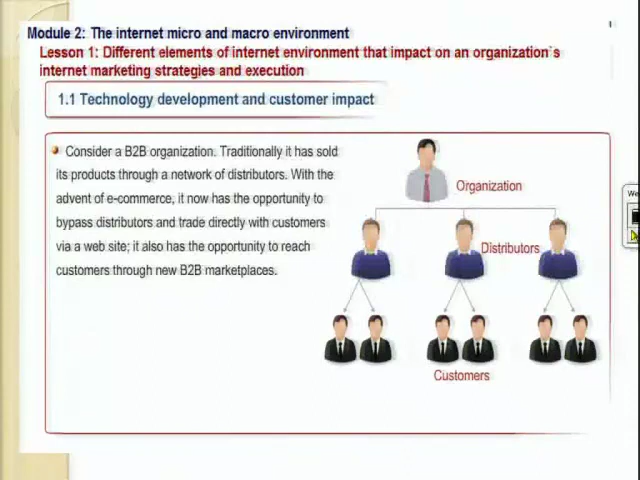 Module 2: The internet micro and macro environment
Lesson 1: Different elements of internet environment that impact on an organization`s
internet marketing strategies and execution
1.1 Technology development and customer impact
Consider a B2B organization. Traditionally it has sold
its products through a network of distributors. With the
advent of e-commerce, it now has the opportunity to
bypass distributors and trade directly with customers
via a web site; it also has the opportunity to reach
customers through new B2B marketplaces.
Organization
Distributors
Customers
We